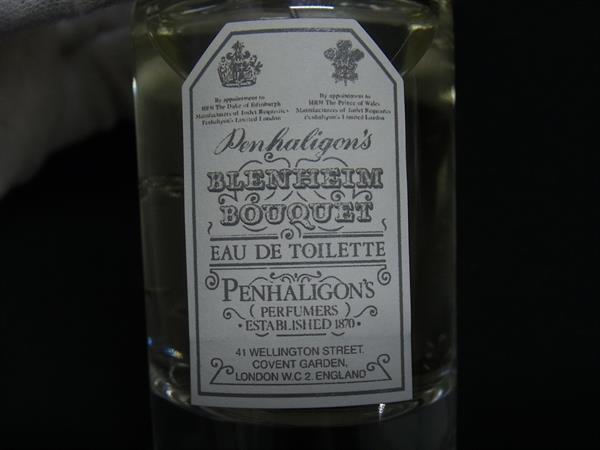 By appointment to
HRH The Duke of Edinburgh
Manufacturers of Toilet Requisites
Penhaligon's Limited London
By appointment to
HRH The Prince of Wales
Manufacturers of Toilet Requisites
Penhaligon's Limited London
Penhaligon's
BLENHEIM
BOUQUET
EAU DE TOILETTE
PENHALIGON'S
(PERFUMERS)
• ESTABLISHED 1870 •
41 WELLINGTON STREET.
COVENT GARDEN,
LONDON W.C 2. ENGLAND